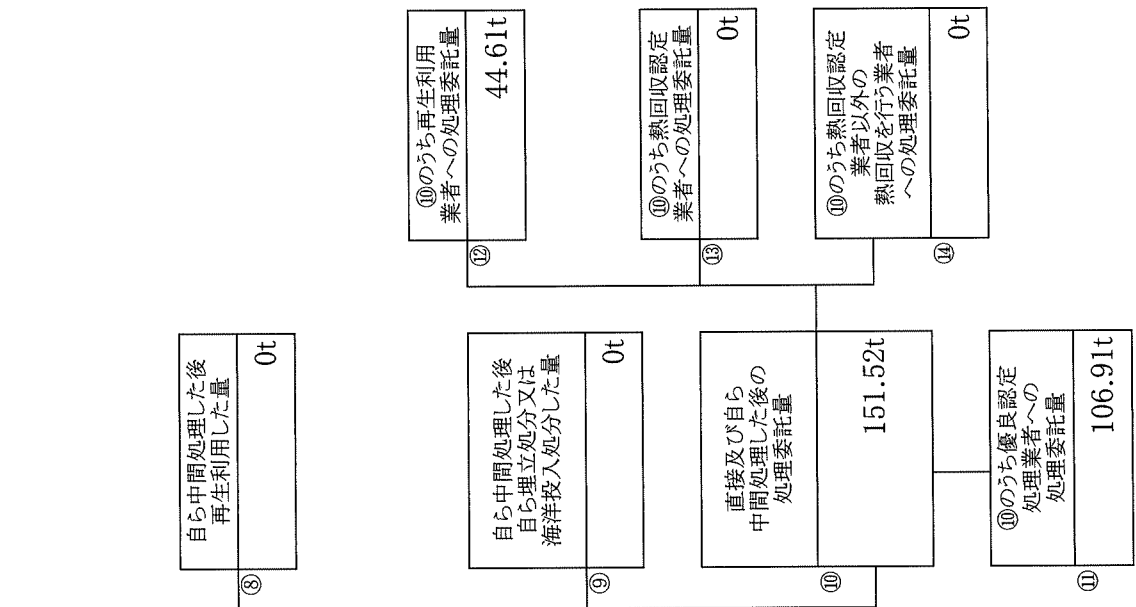 ⑧
自ら中間処理した後
再生利用した量
0t
⑨
自ら中間処理した後
自ら埋立処分又は
海洋投入処分した量
0t
⑩
直接及び自ら
中間処理した後の
処理委託量
151.52t
⑪
⑩のうち優良認定
処理業者への
処理委託量
106.91t
⑫
⑩のうち再生利用
業者への処理委託量
44.61t
⑬
⑩のうち熱回収認定
業者への処理委託量
0t
⑭
⑩のうち熱回収認定
業者以外の
熱回収を行う業者
への処理委託量
0t